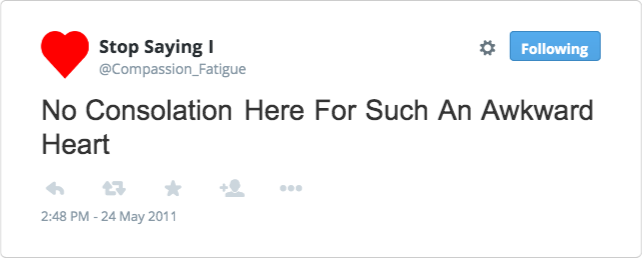 Stop Saying I
@Compassion_Fatigue
Following
No Consolation Here For Such An Awkward
Heart
2:48 PM - 24 May 2011